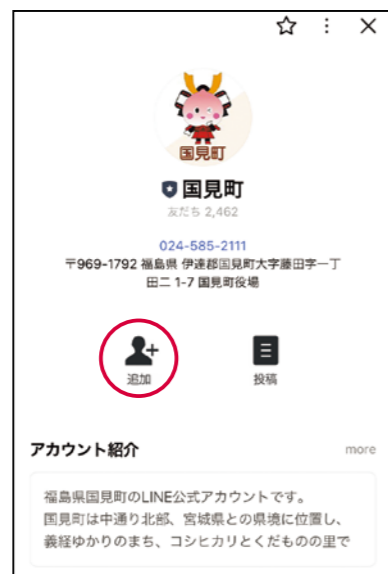 国見町
国見町
友だち 2,462
024-585-2111
〒969-1792 福島県 伊達郡国見町大字藤田字一丁
田二 1-7 国見町役場
追加
投稿
アカウント紹介
more
福島県国見町のLINE公式アカウントです。
国見町は中通り北部、宮城県との県境に位置し、
義経ゆかりのまち、コシヒカリとくだものの里で